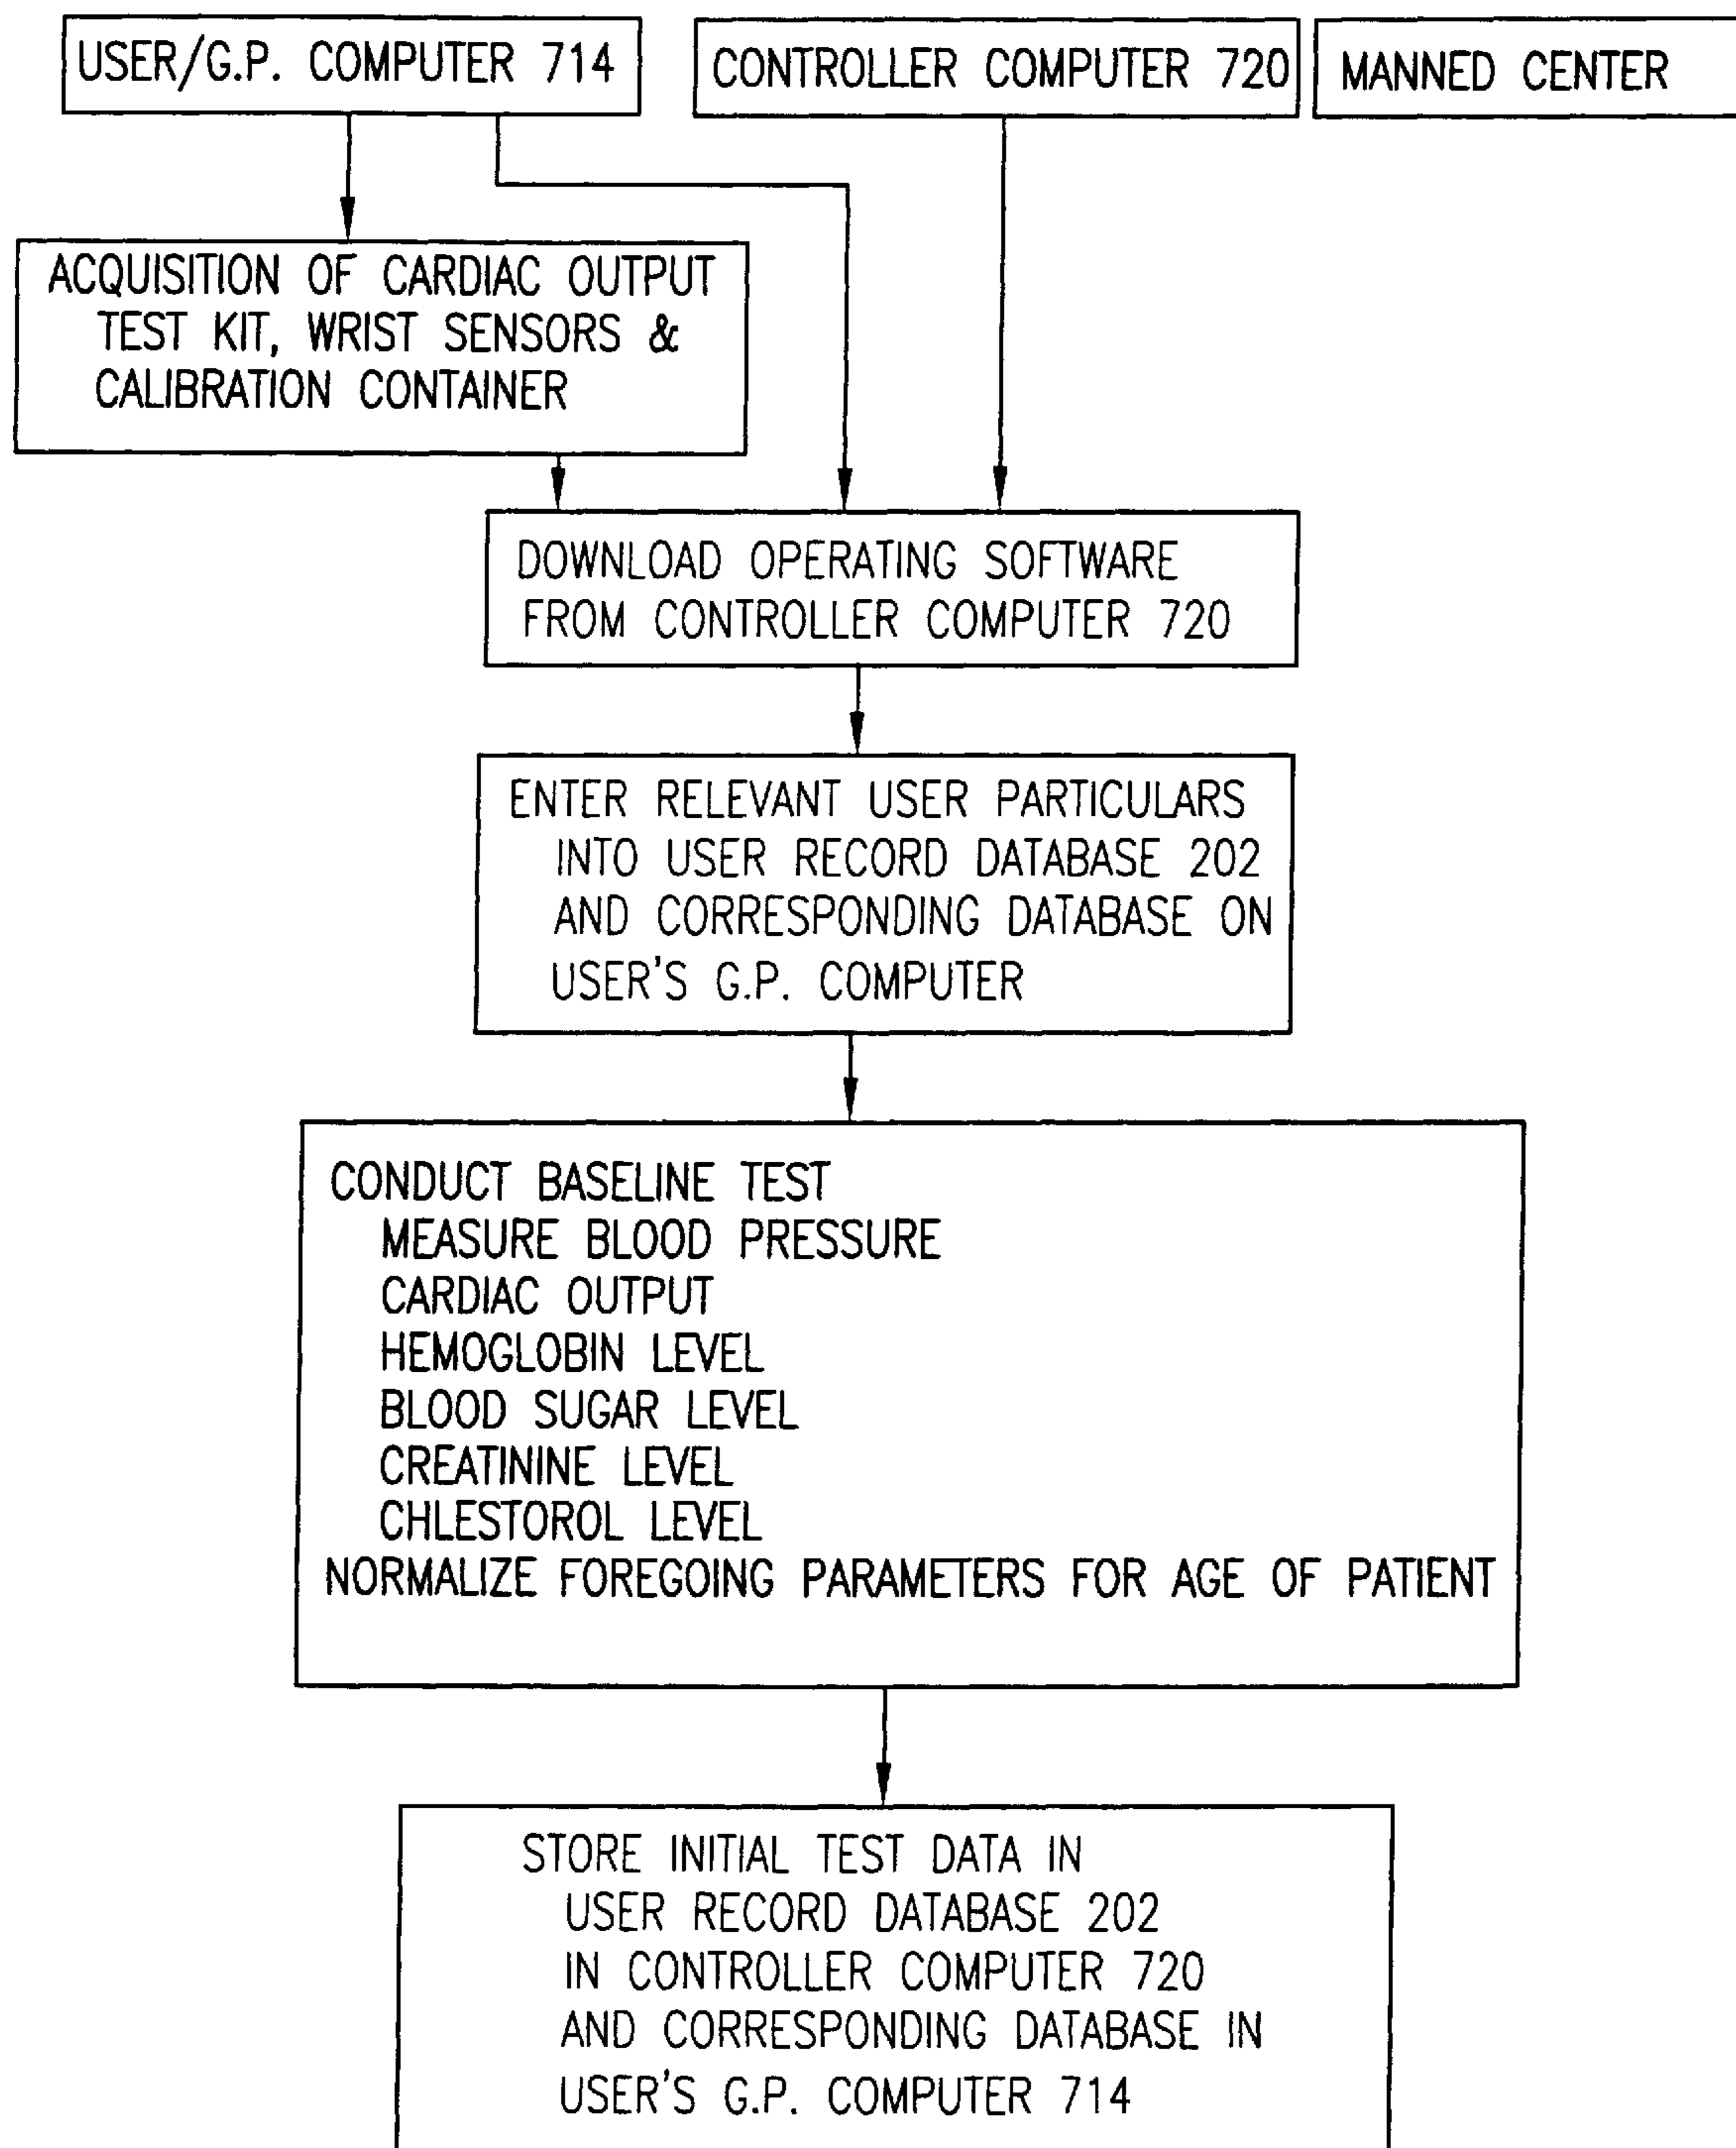 USER/G.P. COMPUTER 714
CONTROLLER COMPUTER 720
MANNED CENTER
ACQUISITION OF CARDIAC OUTPUT
TEST KIT, WRIST SENSORS &
CALIBRATION CONTAINER
DOWNLOAD OPERATING SOFTWARE
FROM CONTROLLER COMPUTER 720
ENTER RELEVANT USER PARTICULARS
INTO USER RECORD DATABASE 202
AND CORRESPONDING DATABASE ON
USER'S G.P. COMPUTER
CONDUCT BASELINE TEST
MEASURE BLOOD PRESSURE
CARDIAC OUTPUT
HEMOGLOBIN LEVEL
BLOOD SUGAR LEVEL
CREATININE LEVEL
CHLESTOROL LEVEL
NORMALIZE FOREGOING PARAMETERS FOR AGE OF PATIENT
STORE INITIAL TEST DATA IN
USER RECORD DATABASE 202
IN CONTROLLER COMPUTER 720
AND CORRESPONDING DATABASE IN
USER'S G.P. COMPUTER 714